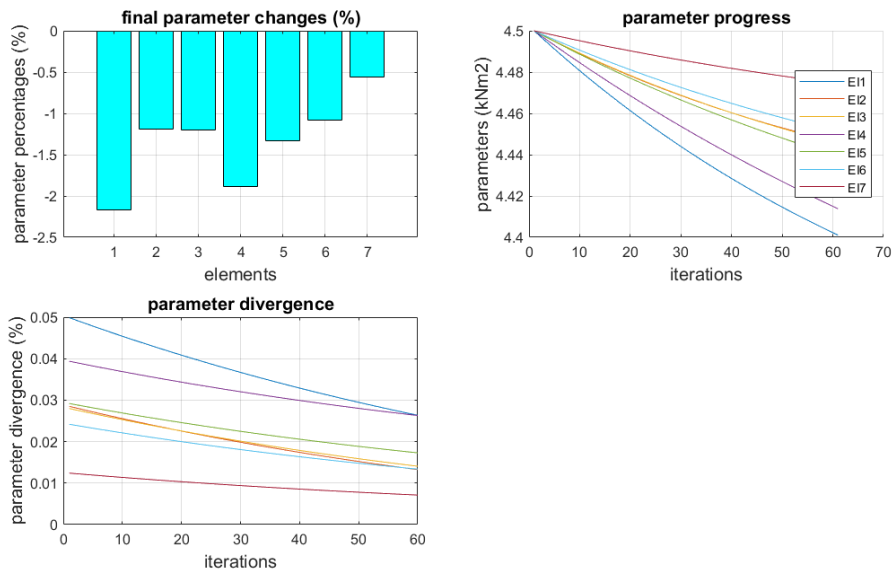 final parameter changes (%)
parameter percentages (%)
0
-0.5
-1
-1.5
-2
-2.5
1 2 3 4 5 6 7
elements
parameter progress
parameters (kNm2)
4.5
4.48
4.46
4.44
4.42
4.4
0 10 20 30 40 50 60 70
iterations
EI1
EI2
EI3
EI4
EI5
EI6
EI7
parameter divergence
parameter divergence (%)
0.05
0.04
0.03
0.02
0.01
0
0 10 20 30 40 50 60
iterations